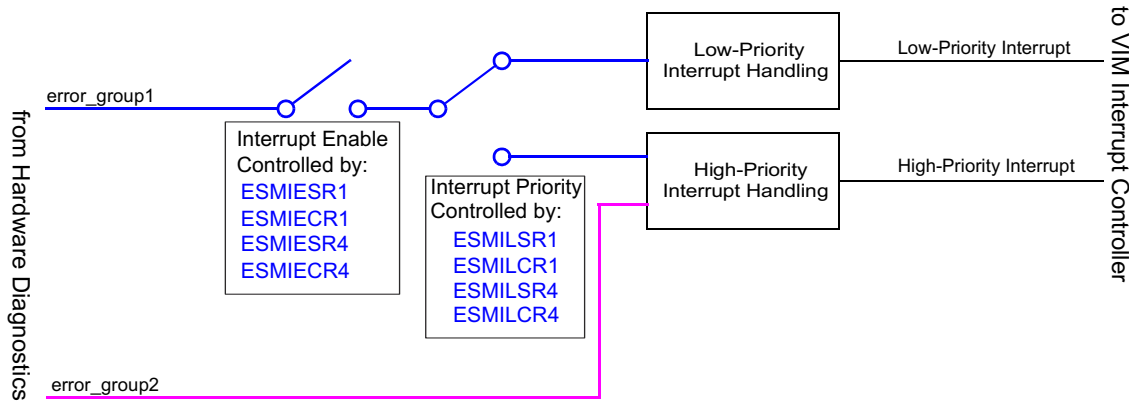 error_group1
Interrupt Enable
Controlled by:
ESMIESR1
ESMIECR1
ESMIESR4
ESMIECR4
Interrupt Priority
Controlled by:
ESMILSR1
ESMILCR1
ESMILSR4
ESMILCR4
Low-Priority
Interrupt Handling
Low-Priority Interrupt
High-Priority
Interrupt Handling
High-Priority Interrupt
error_group2
from Hardware Diagnostics
to VIM Interrupt Controller